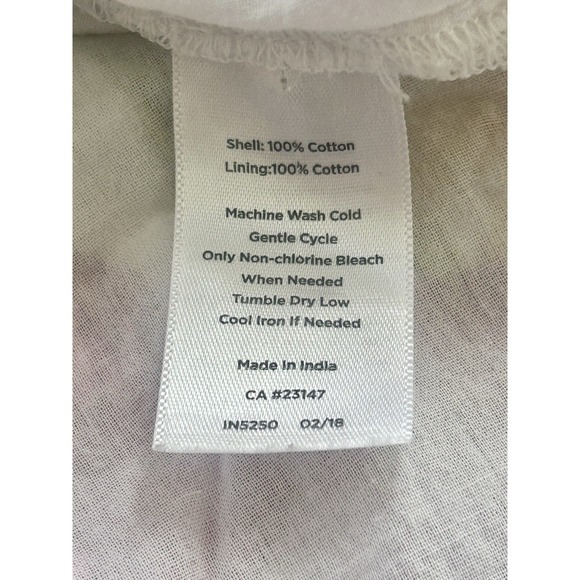 Shell: 100% Cotton
Lining:100% Cotton
Machine Wash Cold
Gentle Cycle
Only Non-chlorine Bleach
When Needed
Tumble Dry Low
Cool Iron If Needed
Made In India
CA #23147
IN5250 02/18